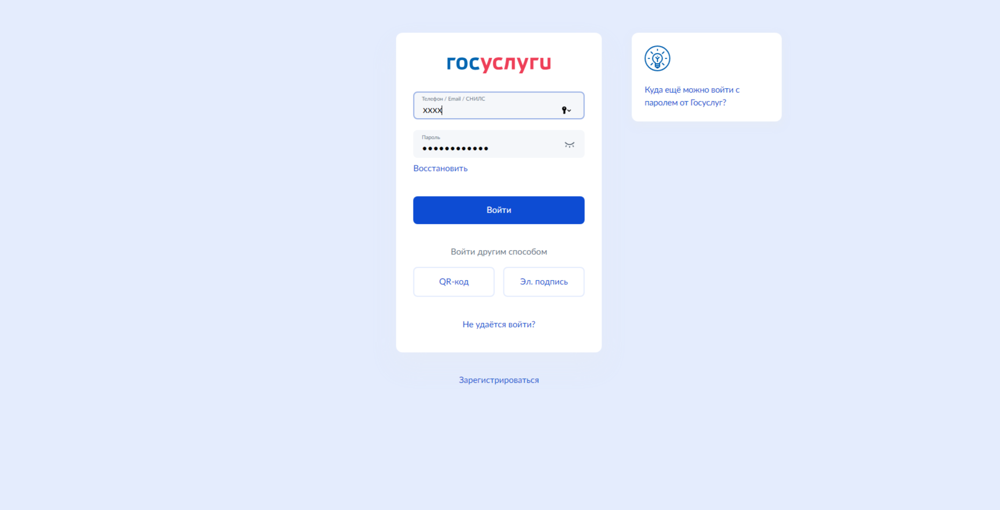 госуслуги
Телефон / Email / СНИЛС
xxxx
Пароль
••••••••••••
Восстановить
Войти
Войти другим способом
QR-код
Эл. подпись
Не удаётся войти?
Зарегистрироваться
Куда ещё можно войти с
паролем от Госуслуг?